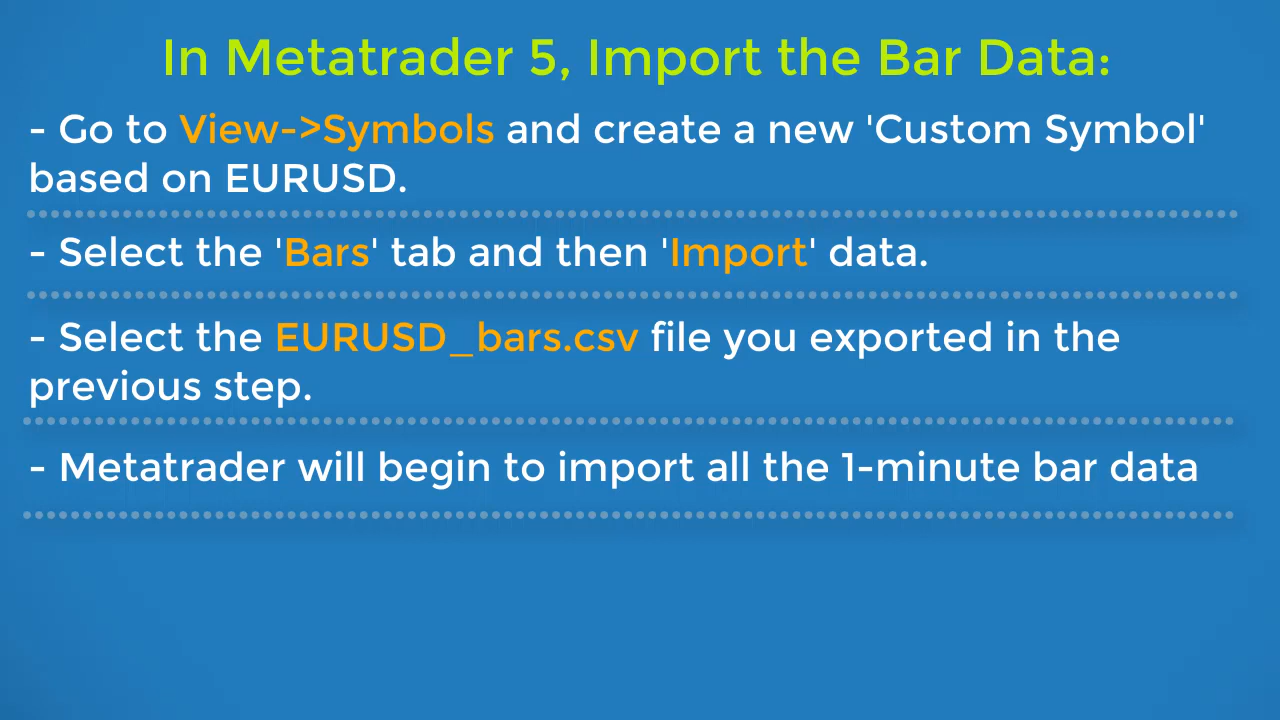 In Metatrader 5, Import the Bar Data:
- Go to View->Symbols and create a new 'Custom Symbol'
based on EURUSD.
- Select the 'Bars' tab and then 'Import' data.
- Select the EURUSD_bars.csv file you exported in the
previous step.
- Metatrader will begin to import all the 1-minute bar data